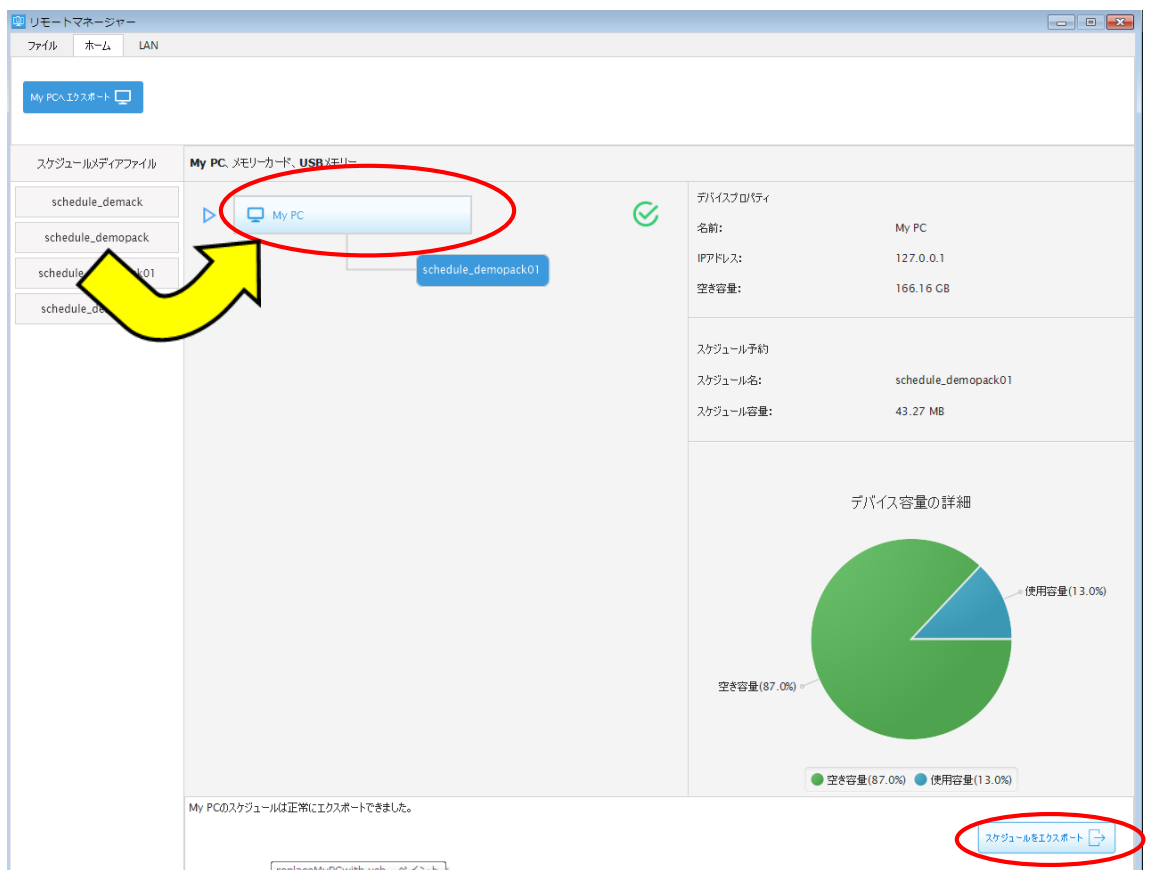 リモートマネージャー
ファイル ホーム LAN
My PCへエクスポート
スケジュールメディアファイル
My PC、メモリーカード、USBメモリー
schedule_demack
schedule_demopack
schedule
k01
schedule_de
My PC
schedule_demopack01
デバイスプロパティ
名前: My PC
IPアドレス: 127.0.0.1
空き容量: 166.16 GB
スケジュール予約
スケジュール名: schedule_demopack01
スケジュール容量: 43.27 MB
デバイス容量の詳細
使用容量(13.0%)
空き容量(87.0%)
空き容量(87.0%) 使用容量(13.0%)
My PCのスケジュールは正常にエクスポートできました。
スケジュールをエクスポート